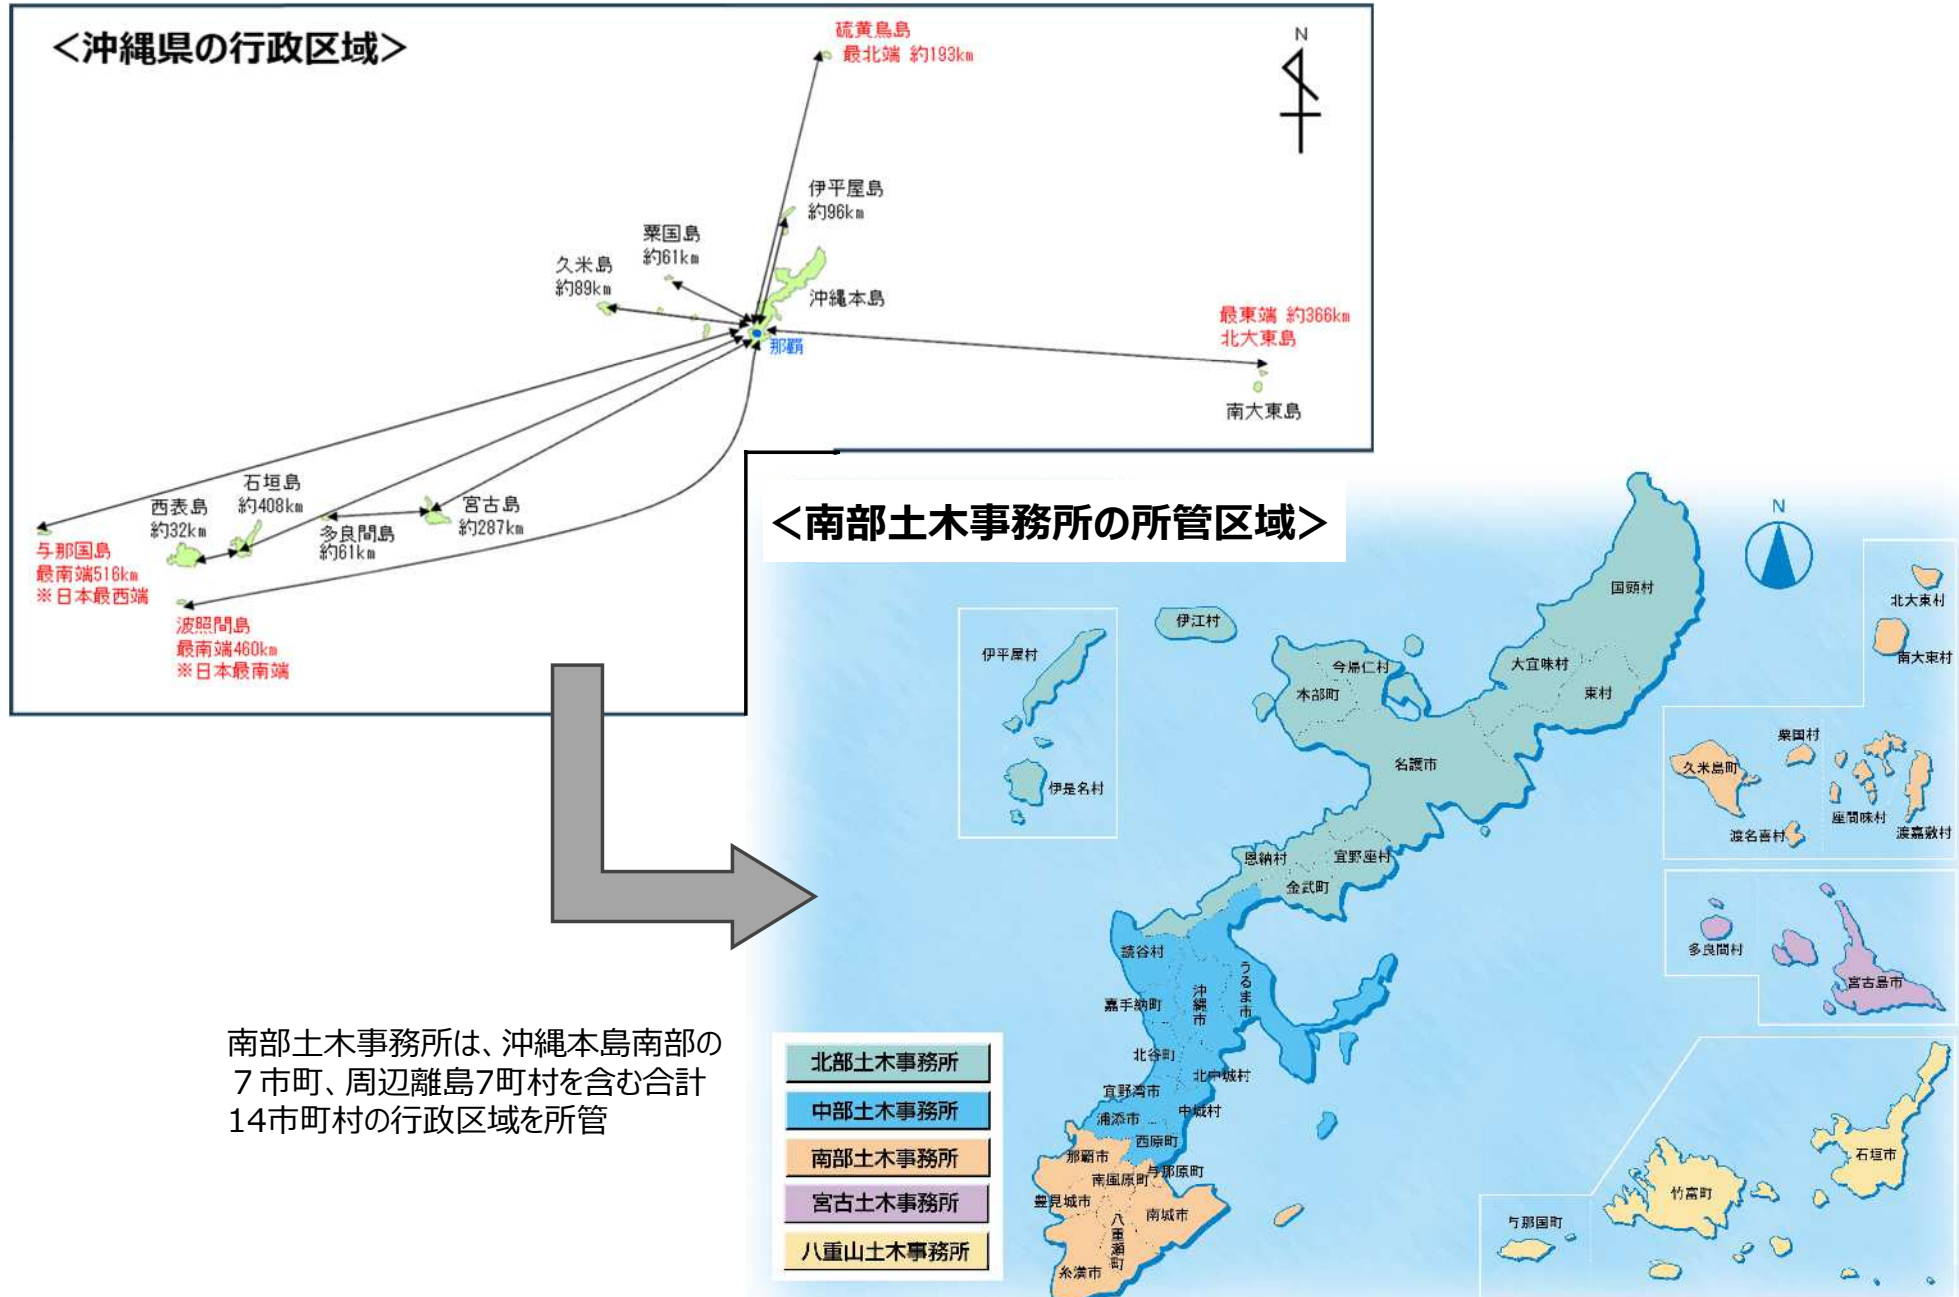 ＜沖縄県の行政区域＞
硫黄鳥島
最北端 約193km
N
伊平屋島
約96km
粟国島
約61km
久米島
約89km
沖縄本島
那覇
最東端 約366km
北大東島
南大東島
石垣島
約408km
西表島
約32km
多良間島
約61km
宮古島
約287km
与那国島
最南端516km
※日本最西端
波照間島
最南端460km
※日本最南端
＜南部土木事務所の所管区域＞
N
国頭村
北大東村
南大東村
伊江村
伊平屋村
今帰仁村
大宜味村
本部町
東村
名護市
伊是名村
粟国村
久米島町
座間味村
渡名喜村
渡嘉敷村
恩納村
宜野座村
金武町
多良間村
宮古島市
読谷村
うるま市
沖縄市
嘉手納町
北谷町
北中城村
宜野湾市
中城村
浦添市
西原町
那覇市
与那原町
南風原町
豊見城市
南城市
八重瀬町
糸満市
石垣市
竹富町
与那国町
南部土木事務所は、沖縄本島南部の
７市町、周辺離島7町村を含む合計
14市町村の行政区域を所管
北部土木事務所
中部土木事務所
南部土木事務所
宮古土木事務所
八重山土木事務所